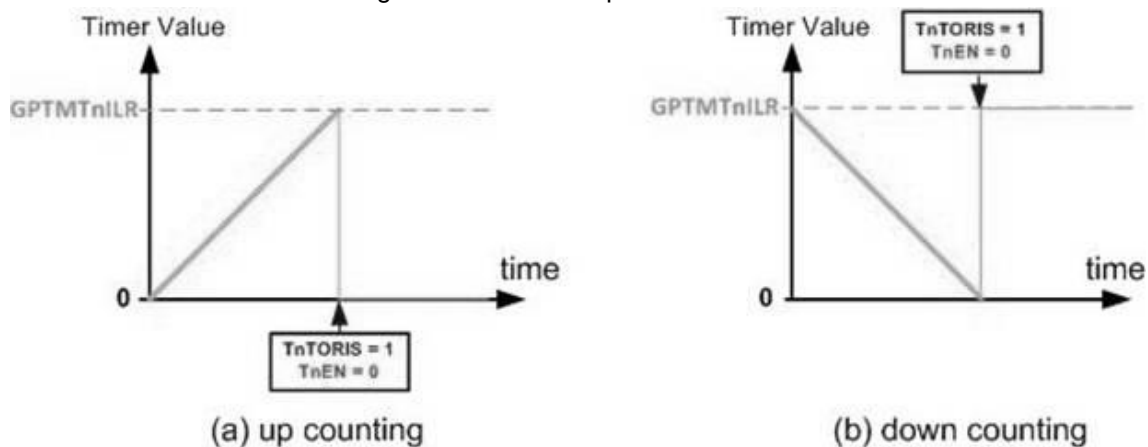 Timer Value
GPTMTnILR
0
time
TnTORIS = 1
TnEN = 0
(a) up counting
Timer Value
TnTORIS = 1
TnEN = 0
GPTMTnILR
0
time
(b) down counting